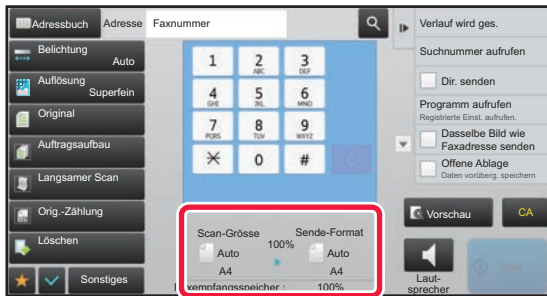 Adressbuch
Adresse
Faxnummer
Verlauf wird ges.
Belichtung
Auto
Suchnummer aufrufen
Auflösung
Superfein
Dir. senden
Original
Programm aufrufen
Registrierte Einst. aufrufen.
Auftragsaufbau
Dasselbe Bild wie
Faxadresse senden
Langsamer Scan
Offene Ablage
Daten vorüberg. speichern
Orig.-Zählung
Löschen
Sonstiges
1
2
ABC
3
DEF
4
GHI
5
JKL
6
MNO
7
PQRS
8
TUV
9
WXYZ
0
#
C
Scan-Grösse
Sende-Format
100%
Auto
Auto
A4
A4
xempfangsspeicher :
100%
Vorschau
CA
Laut-
sprecher
Start